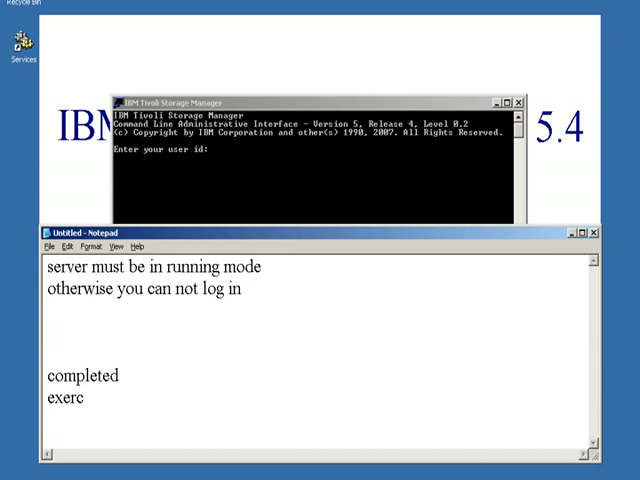 Recycle Bin
Services
IBM
5.4
IBM Tivoli Storage Manager
IBM Tivoli Storage Manager
Command Line Administrative Interface - Version 5, Release 4, Level 0.2
(c) Copyright by IBM Corporation and other(s) 1990, 2007. All Rights Reserved.
Enter your user id:
Untitled - Notepad
File Edit Format View Help
server must be in running mode
otherwise you can not log in
completed
exerc